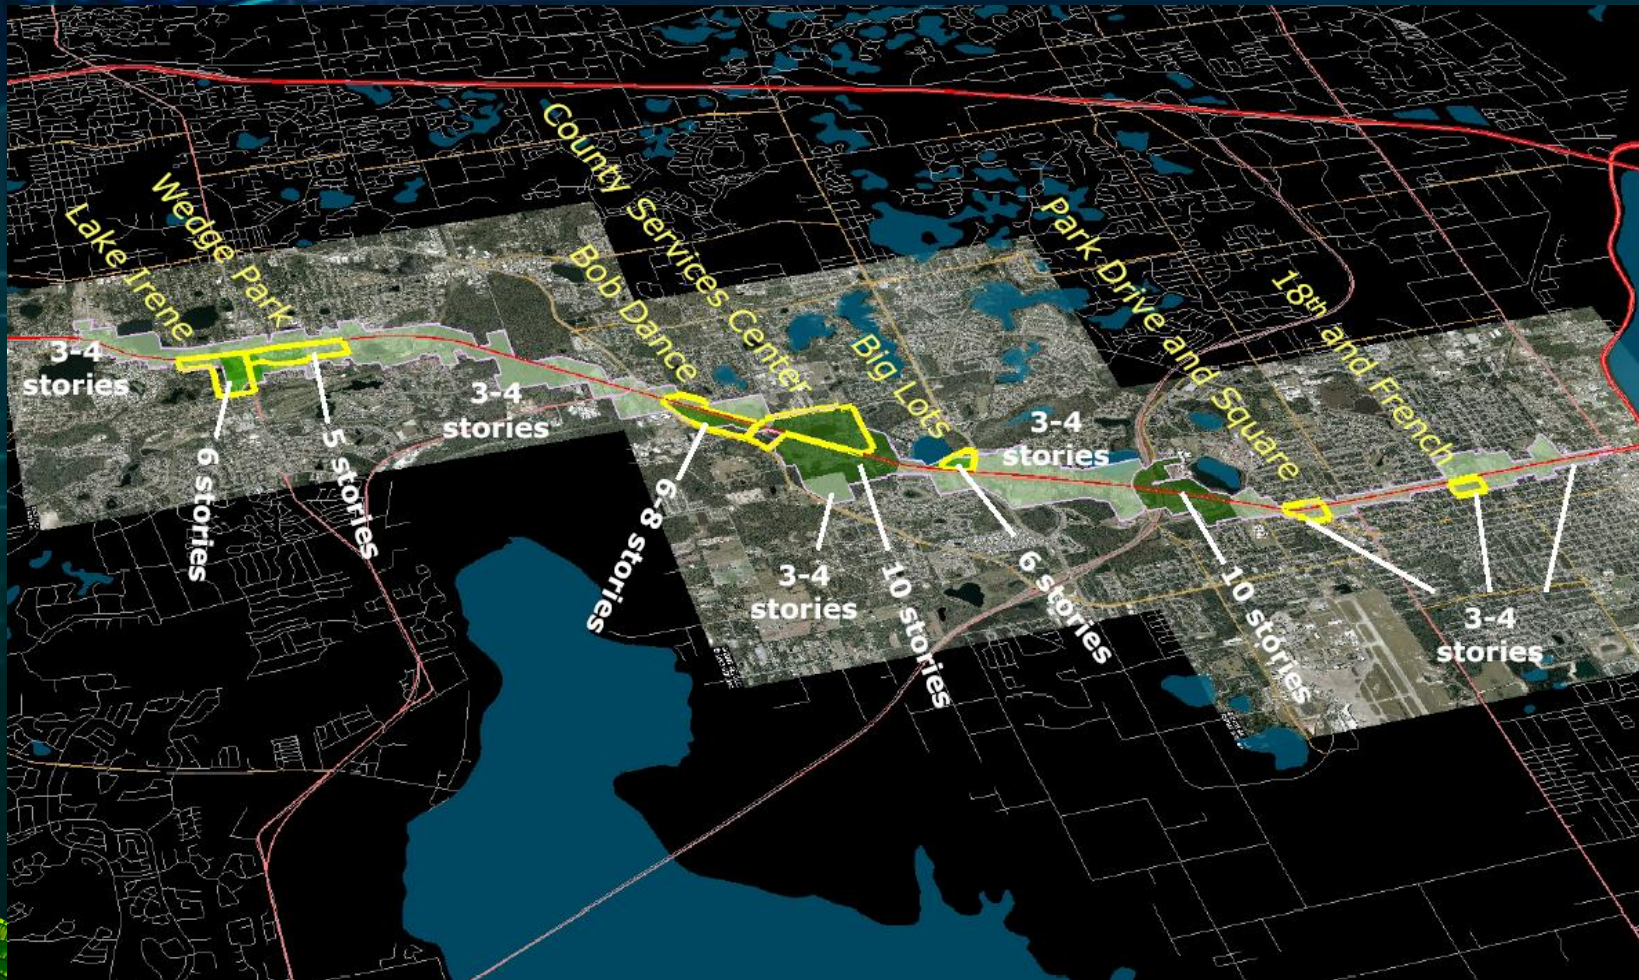 County Services Center
Wedge Park
Lake Irene
Bob Dance
Park Drive and Square
18th and French
Big Lots
3-4
stories
3-4
stories
3-4
stories
5 stories
6 stories
6-8 stories
3-4
stories
10 stories
6 stories
10 stories
3-4
stories